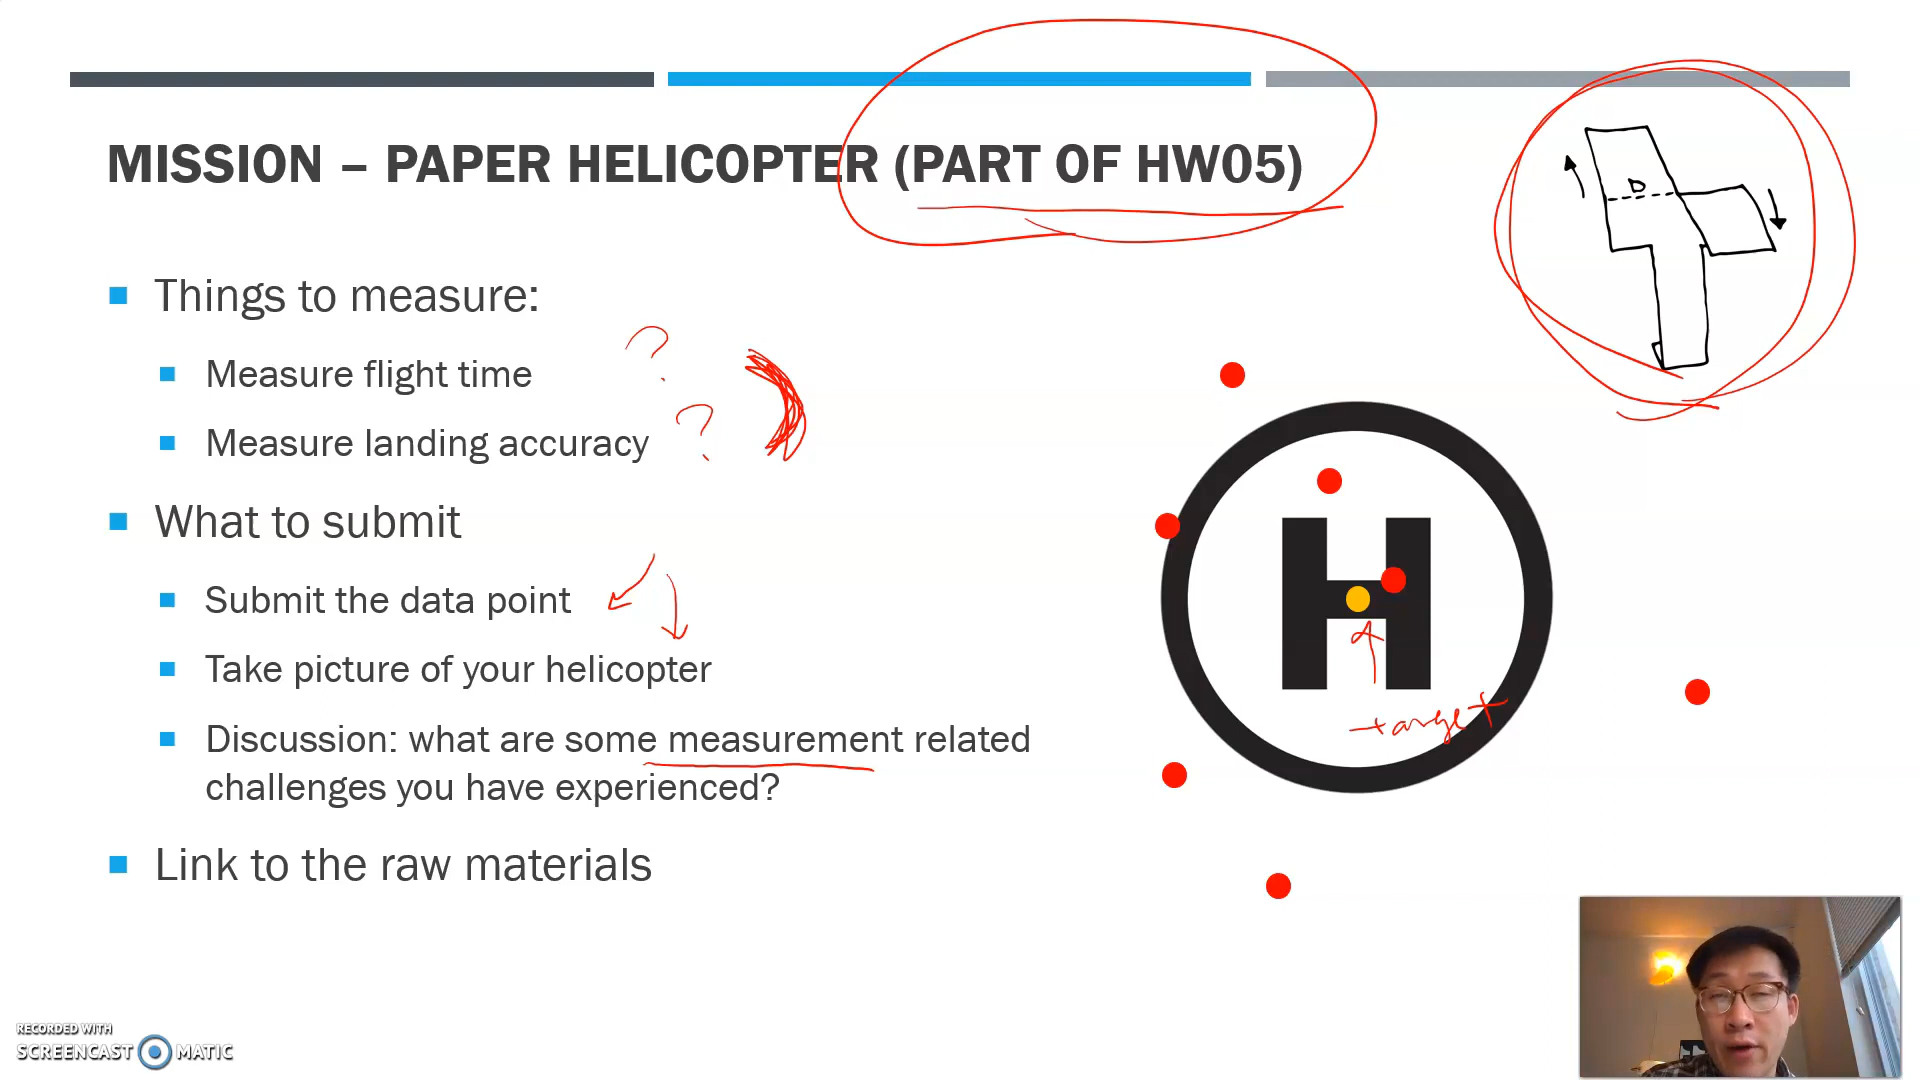 MISSION – PAPER HELICOPTER (PART OF HW05)
D
Things to measure:
Measure flight time ?
Measure landing accuracy ?
What to submit
Submit the data point
Take picture of your helicopter
Discussion: what are some measurement related
challenges you have experienced?
Link to the raw materials
H
target
RECORDED WITH
SCREENCAST MATIC